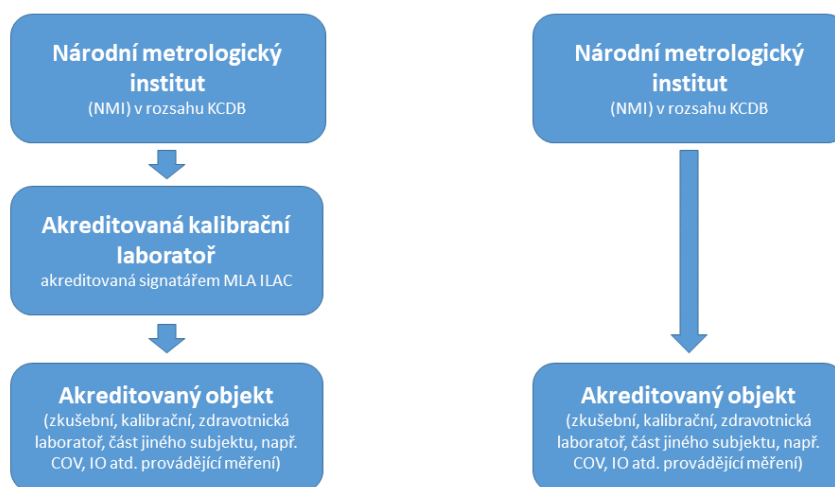 Národní metrologický
institut
(NMI) v rozsahu KCDB
Akreditovaná kalibrační
laboratoř
akreditovaná signatářem MLA ILAC
Akreditovaný objekt
(zkušební, kalibrační, zdravotnická
laboratoř, část jiného subjektu, např.
COV, IO atd. provádějící měření)
Národní metrologický
institut
(NMI) v rozsahu KCDB
Akreditovaný objekt
(zkušební, kalibrační, zdravotnická
laboratoř, část jiného subjektu, např.
COV, IO atd. provádějící měření)